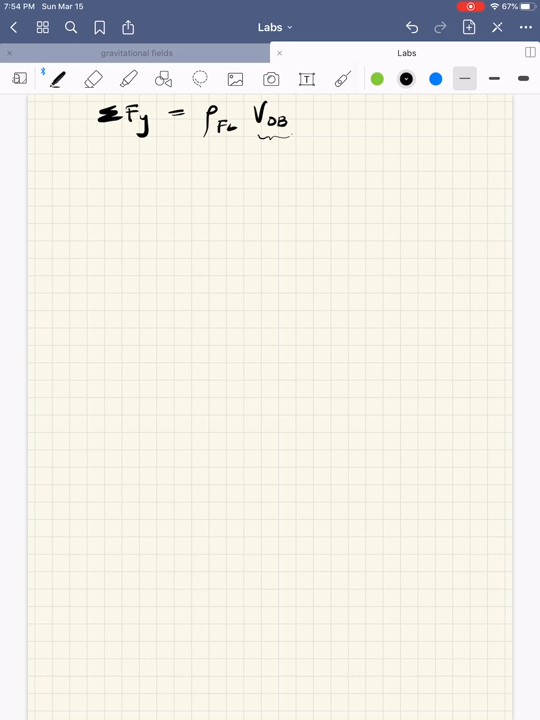 7:54 PM Sun Mar 15 67%
Labs
gravitational fields Labs
ΣFy = ρFL VDB